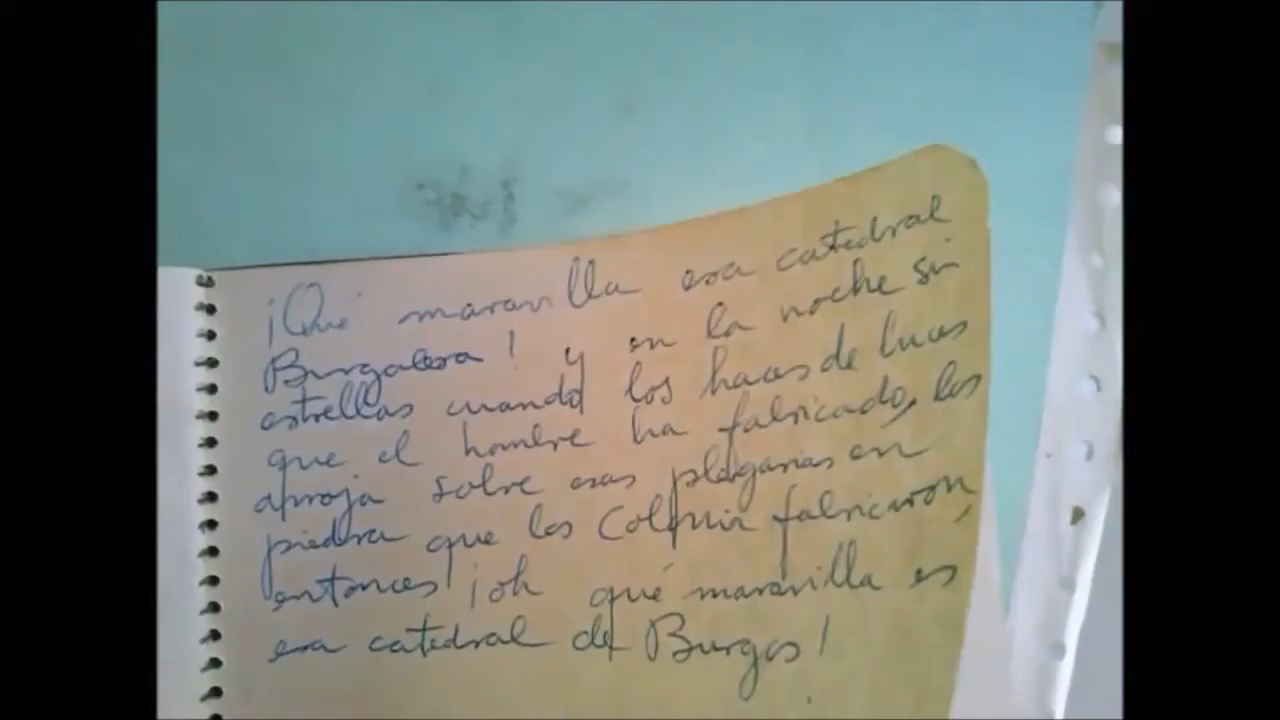 ¡Qué maravilla esa catedral
Burgalesa! y en la noche sin
estrellas cuando los haces de luces
que el hombre ha fabricado, los
arroja sobre esas plegarias en
piedra que los Colonia fabricaron,
entonces ¡oh qué maravilla es
esa catedral de Burgos!